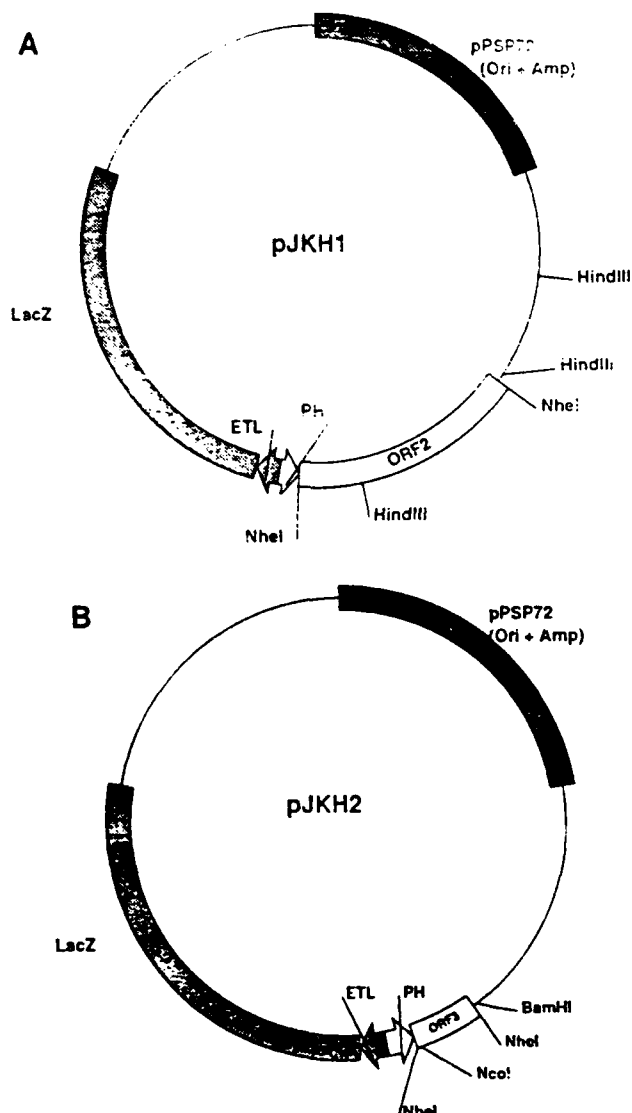 A
pPSP72
(Ori + Amp)
pJKH1
HindIII
LacZ
HindIII
NheI
ETL
PH
ORF2
HindIII
NheI
B
pPSP72
(Ori + Amp)
pJKH2
LacZ
ETL
PH
ORF3
BamHI
NheI
NcoI
NheI